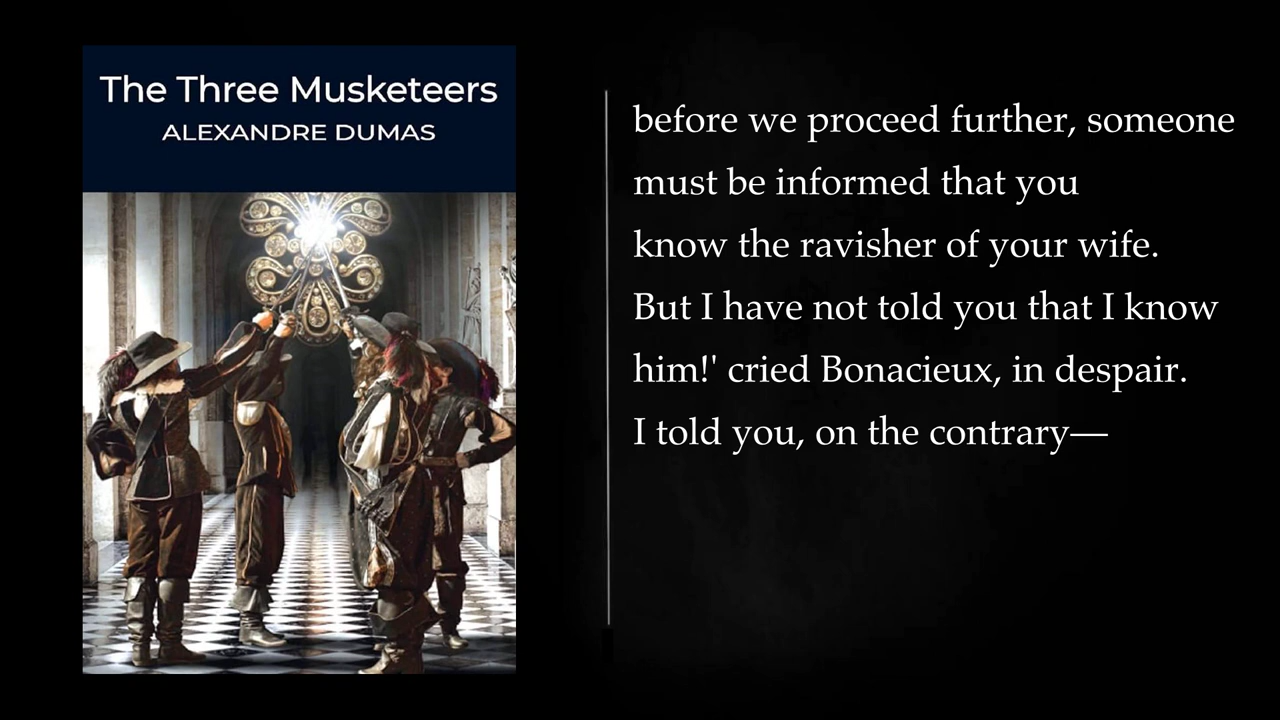 The Three Musketeers
ALEXANDRE DUMAS
before we proceed further, someone
must be informed that you
know the ravisher of your wife.
But I have not told you that I know
him!' cried Bonacieux, in despair.
I told you, on the contrary—